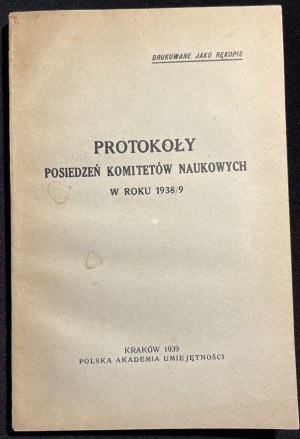 DRUKOWANE JAKO RĘKOPIS
PROTOKOŁY
POSIEDZEŃ KOMITETÓW NAUKOWYCH
W ROKU 1938/9
KRAKÓW 1939
POLSKA AKADEMIA UMIEJĘTNOŚCI